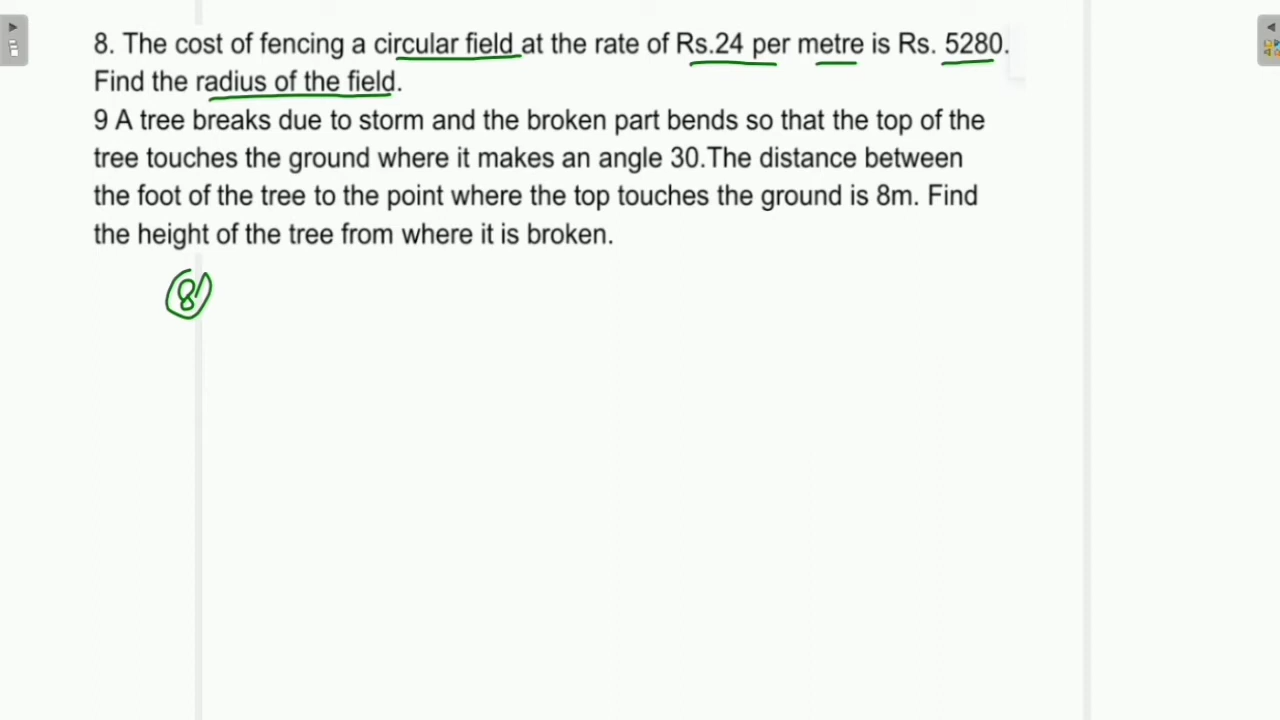 8. The cost of fencing a circular field at the rate of Rs.24 per metre is Rs. 5280.
Find the radius of the field.
9 A tree breaks due to storm and the broken part bends so that the top of the
tree touches the ground where it makes an angle 30.The distance between
the foot of the tree to the point where the top touches the ground is 8m. Find
the height of the tree from where it is broken.
8